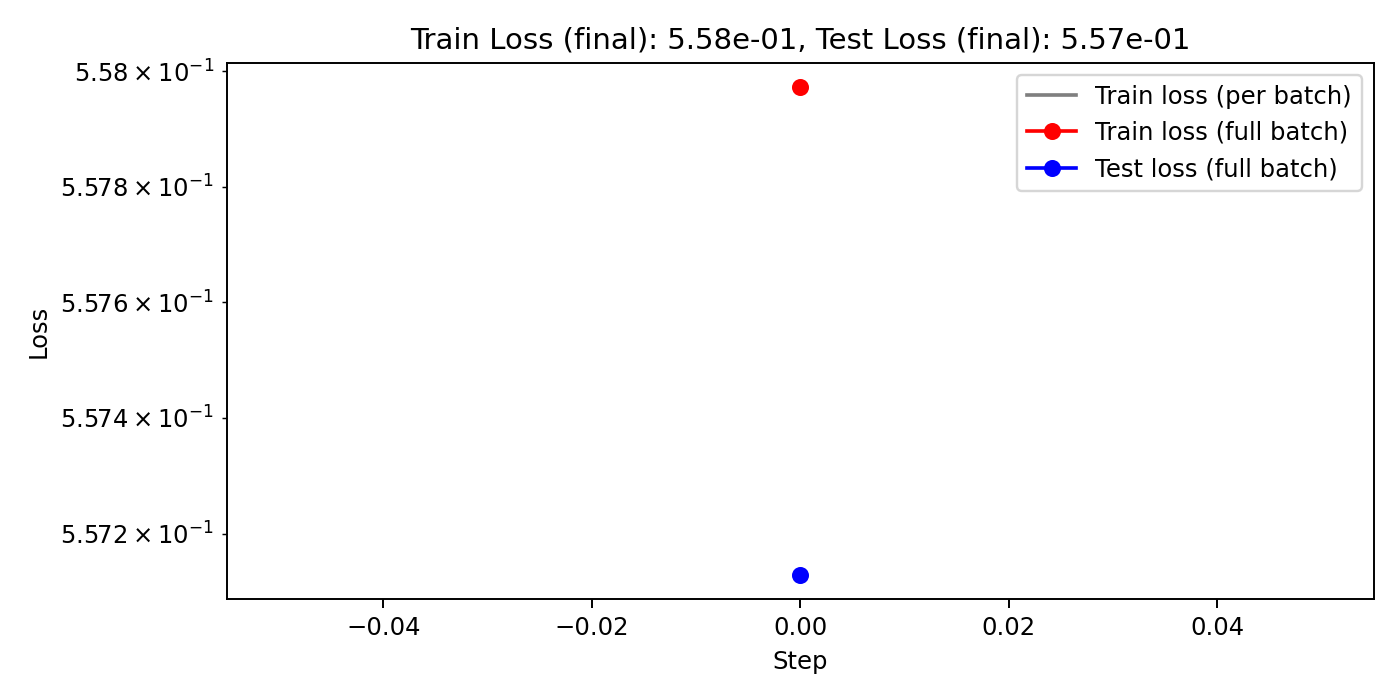 Train Loss (final): 5.58e-01, Test Loss (final): 5.57e-01
5.58 × 10⁻¹
5.578 × 10⁻¹
5.576 × 10⁻¹
5.574 × 10⁻¹
5.572 × 10⁻¹
Loss
Train loss (per batch)
Train loss (full batch)
Test loss (full batch)
−0.04 −0.02 0.00 0.02 0.04
Step